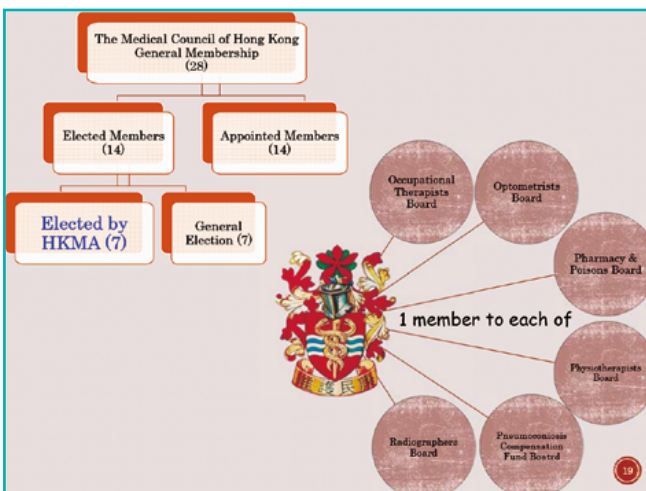 The Medical Council of Hong Kong
General Membership
(28)
Elected Members
(14)
Appointed Members
(14)
Elected by
HKMA (7)
General
Election (7)
Occupational
Therapists
Board
Optometrists
Board
Pharmacy &
Poisons Board
1 member to each of
Physiotherapists
Board
Pneumoconiosis
Compensation
Fund Board
Radiographers
Board
19